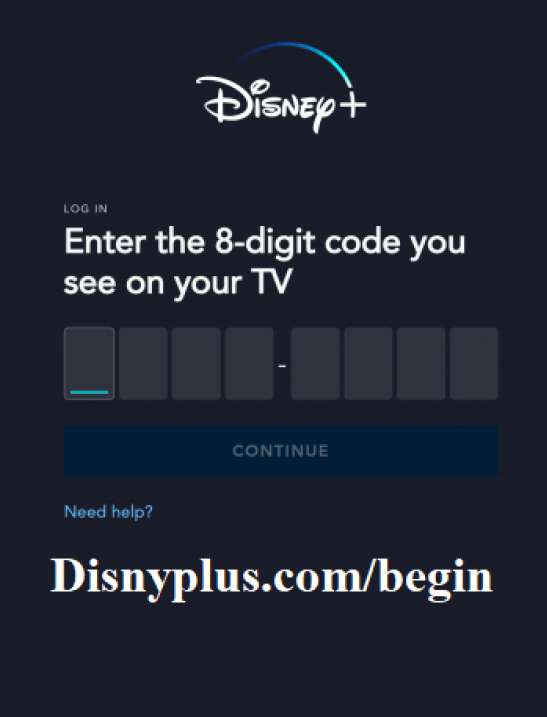 Disney+
LOG IN
Enter the 8-digit code you
see on your TV
-
CONTINUE
Need help?
Disnyplus.com/begin